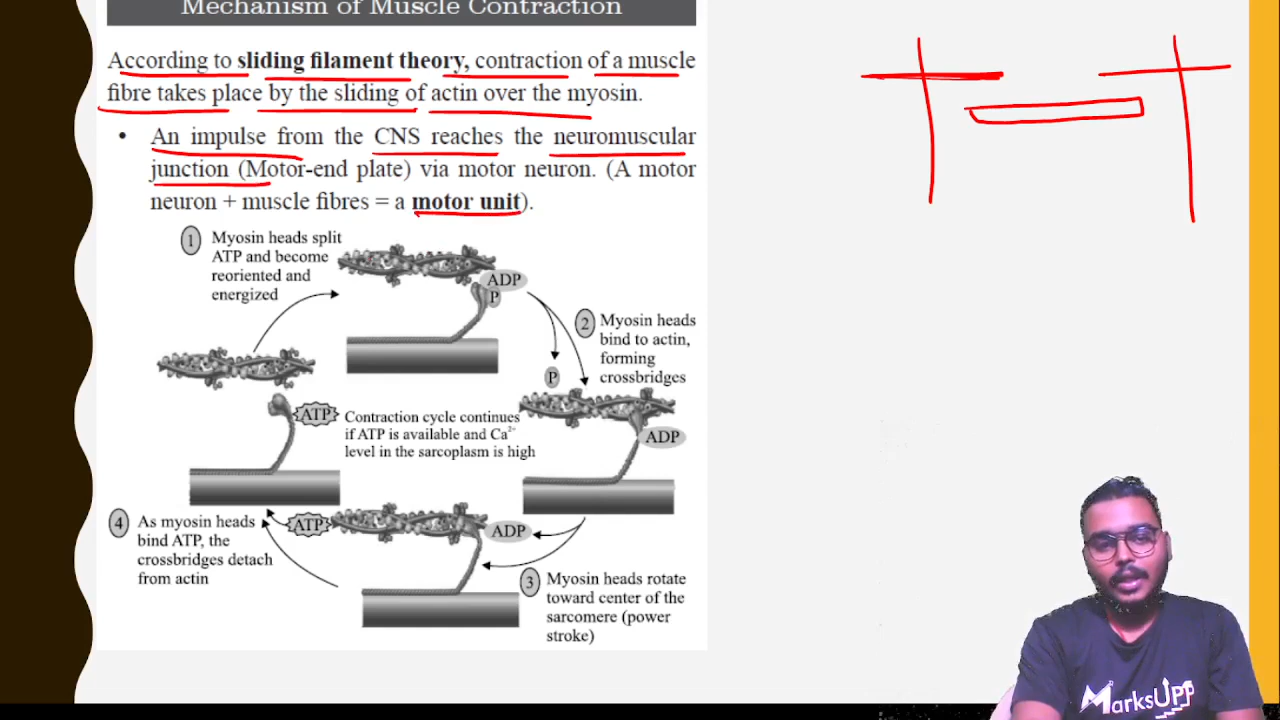 Mechanism of Muscle Contraction
According to sliding filament theory, contraction of a muscle
fibre takes place by the sliding of actin over the myosin.
• An impulse from the CNS reaches the neuromuscular
junction (Motor-end plate) via motor neuron. (A motor
neuron + muscle fibres = a motor unit).
1 Myosin heads split
ATP and become
reoriented and
energized
ADP
P
2 Myosin heads
bind to actin,
forming
crossbridges
P
ADP
ATP
Contraction cycle continues
if ATP is available and Ca2+
level in the sarcoplasm is high
4 As myosin heads
bind ATP, the
crossbridges detach
from actin
ATP
ADP
3 Myosin heads rotate
toward center of the
sarcomere (power
stroke)
MarksUPP